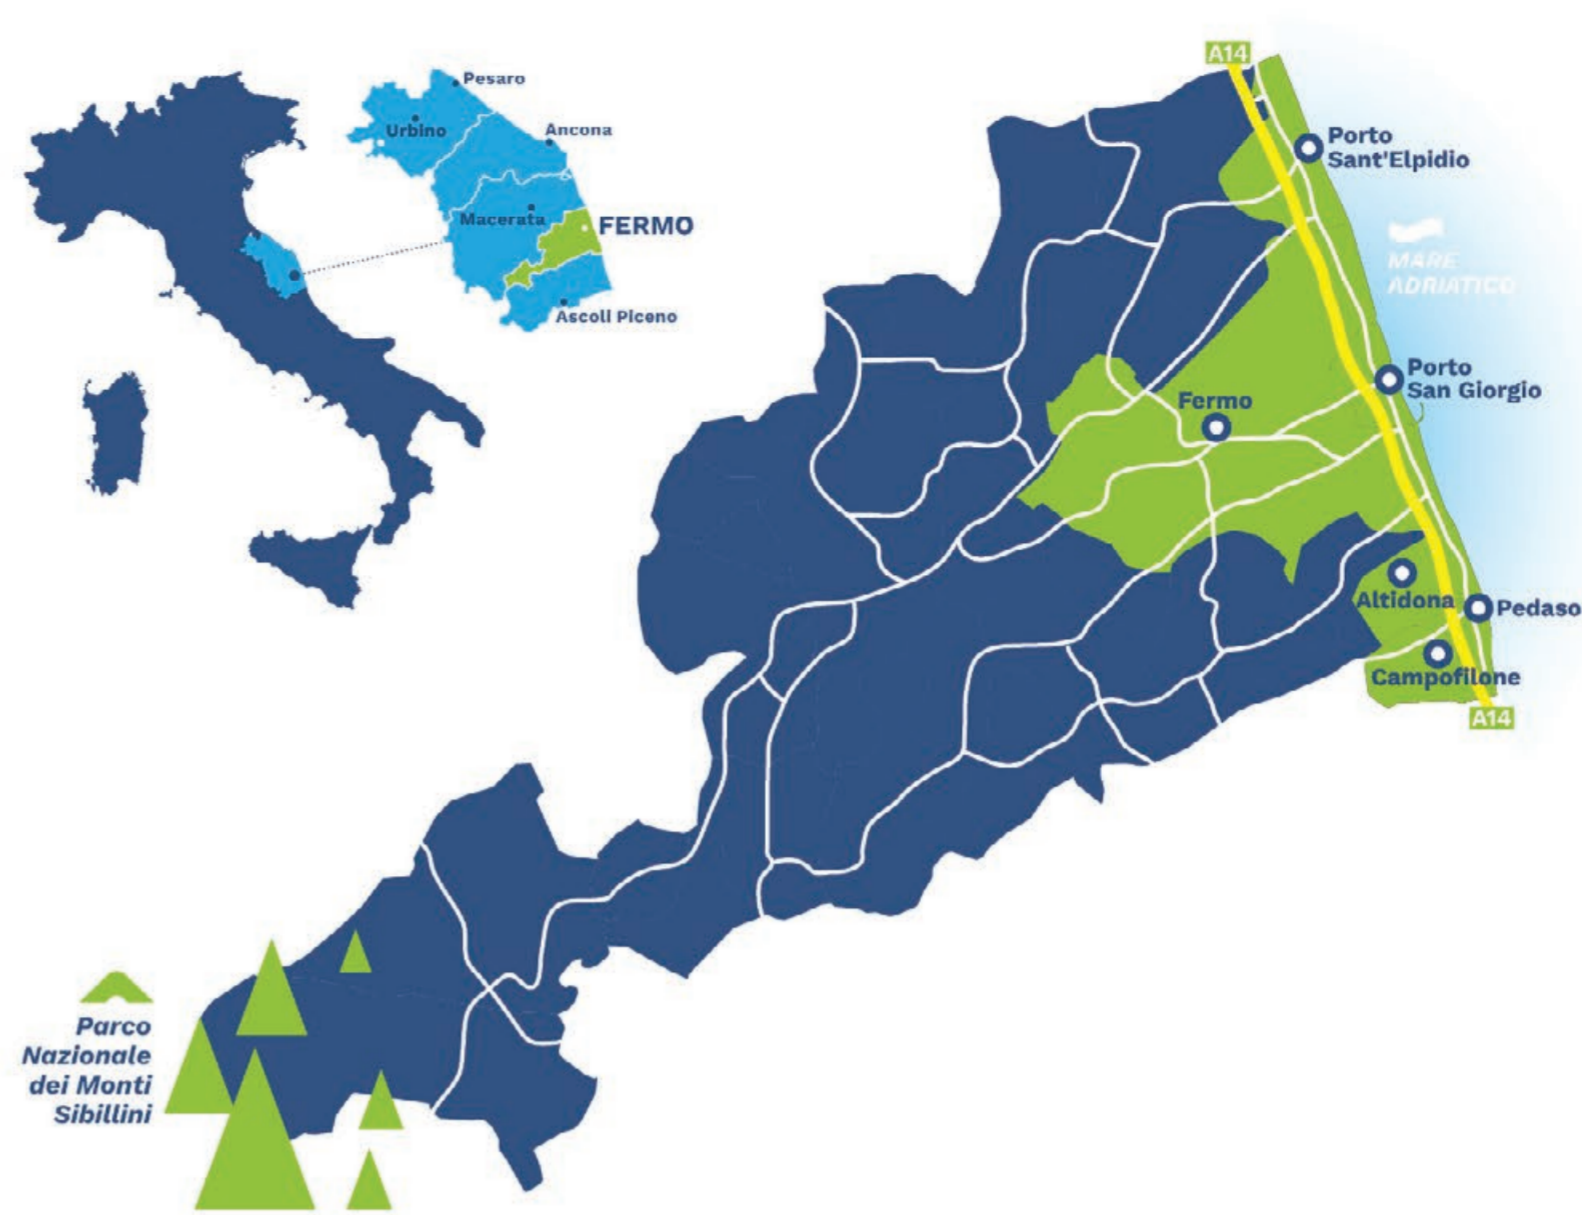 Pesaro
Urbino
Ancona
Macerata
FERMO
Ascoli Piceno
A14
Porto
Sant'Elpidio
MARE
ADRIATICO
Porto
San Giorgio
Fermo
Altidona
Pedaso
Campofilone
A14
Parco
Nazionale
dei Monti
Sibillini